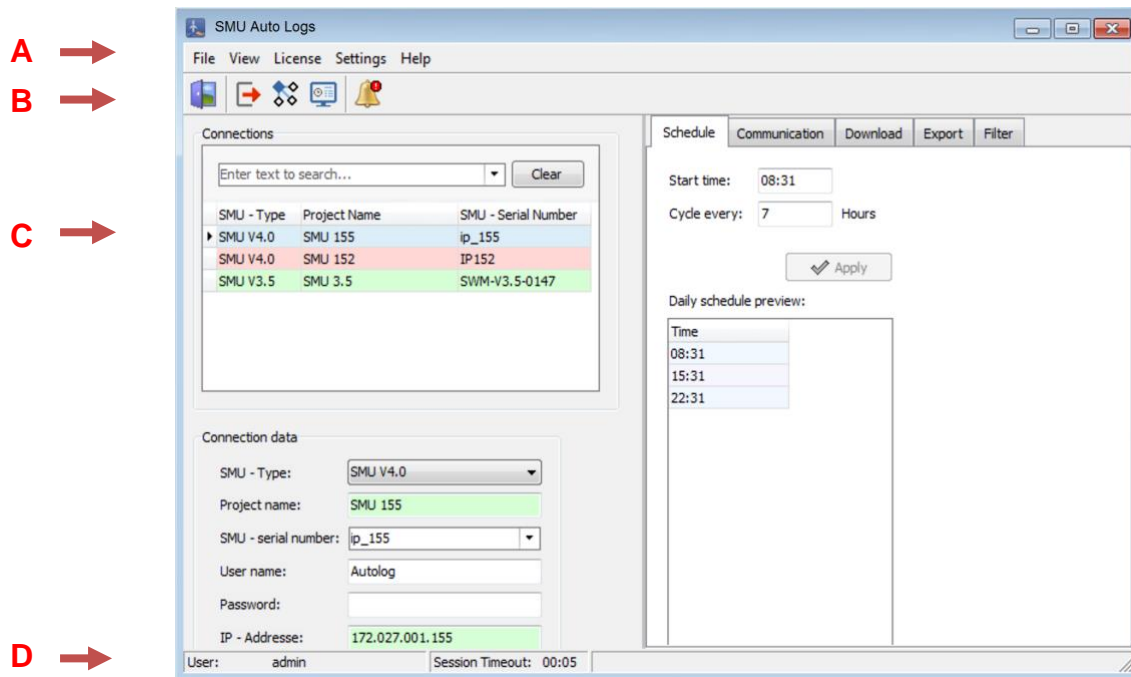 SMU Auto Logs
A
File View License Settings Help
B
Connections
Enter text to search... Clear
C
SMU - Type Project Name SMU - Serial Number
SMU V4.0 SMU 155 ip_155
SMU V4.0 SMU 152 IP152
SMU V3.5 SMU 3.5 SWM-V3.5-0147
Connection data
SMU - Type: SMU V4.0
Project name: SMU 155
SMU - serial number: ip_155
User name: Autolog
Password:
IP - Addresse: 172.027.001.155
Schedule Communication Download Export Filter
Start time: 08:31
Cycle every: 7 Hours
Apply
Daily schedule preview:
Time
08:31
15:31
22:31
D
User: admin Session Timeout: 00:05